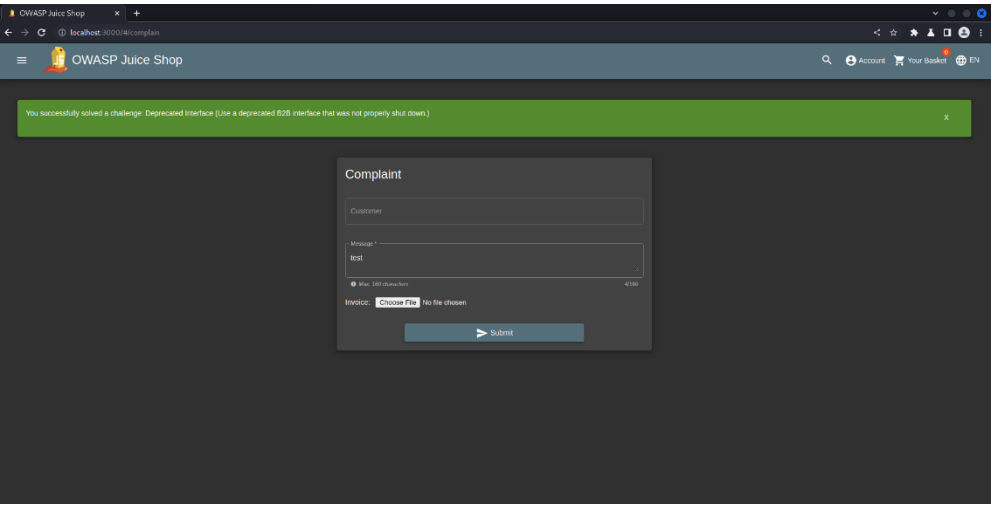 OWASP Juice Shop
localhost:3000/#/complain
OWASP Juice Shop
Account
0
Your Basket
EN
You successfully solved a challenge: Deprecated Interface (Use a deprecated B2B interface that was not properly shut down.)
X
Complaint
Customer
Message *
test
Max. 160 characters
4/160
Invoice: Choose File No file chosen
Submit